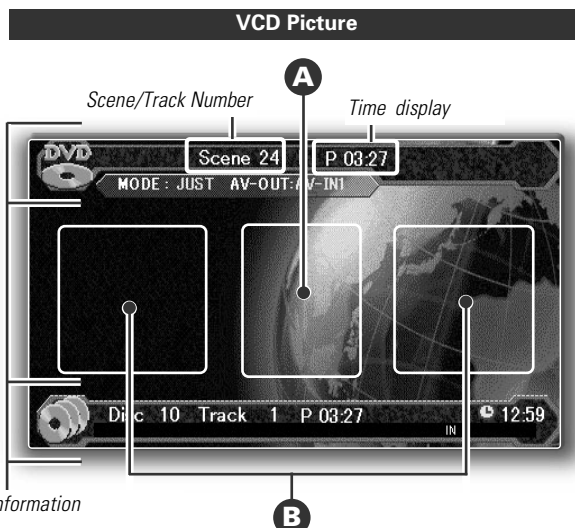 VCD Picture
A
Scene/Track Number
Time display
DVD
Scene 24 P 03:27
MODE : JUST AV-OUT:AV-IN1
Disc 10 Track 1 P 03:27 12:59
IN
nformation
B